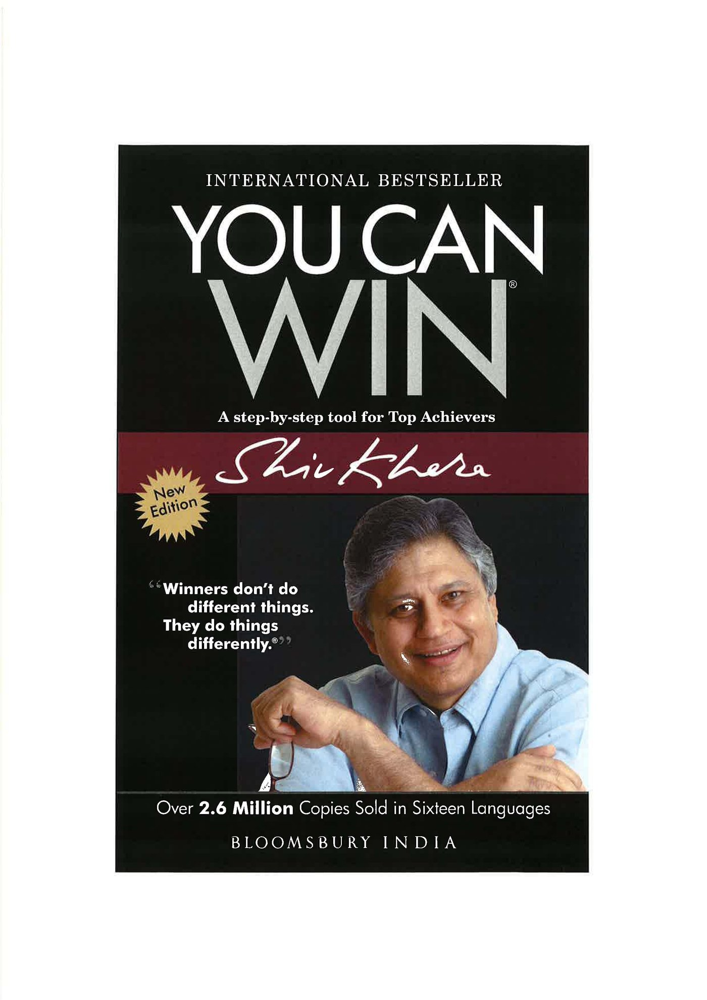 INTERNATIONAL BESTSELLER
YOU CAN
WIN®
A step-by-step tool for Top Achievers
Shiv Khera
New
Edition
“Winners don’t do
different things.
They do things
differently.®”
Over 2.6 Million Copies Sold in Sixteen Languages
BLOOMSBURY INDIA